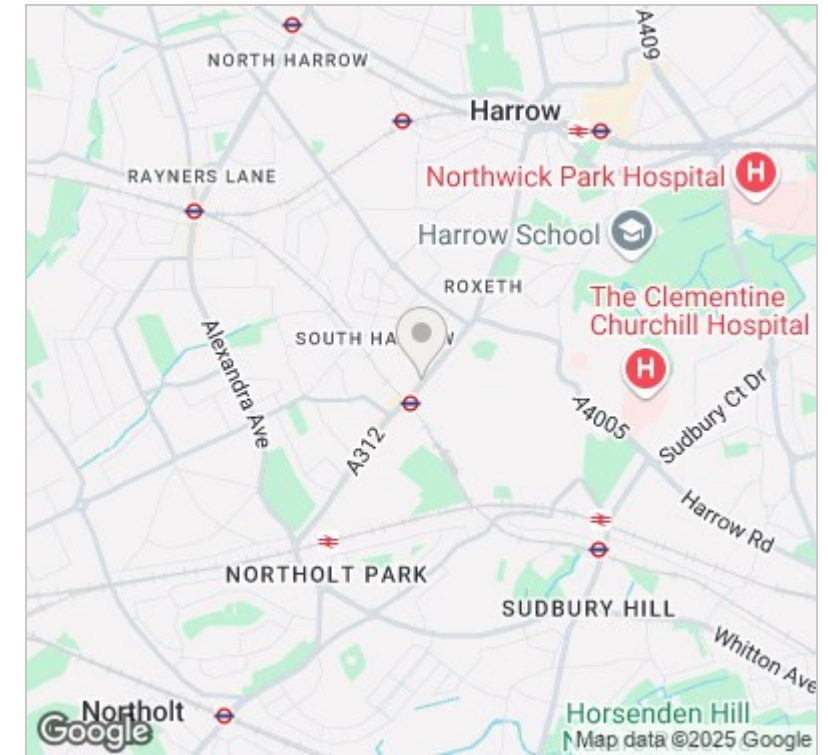 A409
NORTH HARROW
Harrow
RAYNERS LANE
Northwick Park Hospital
H
Harrow School
ROXETH
The Clementine
Churchill Hospital
H
SOUTH HA W
Alexandra Ave
A312
A4005
Sudbury Ct Dr
Harrow Rd
NORTHOLT PARK
SUDBURY HILL
Whitton Ave
Northolt
Horsenden Hill
Google
Map data ©2025 Google